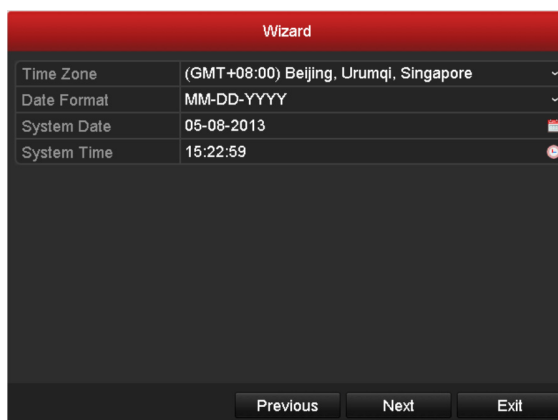 Wizard
Time Zone (GMT+08:00) Beijing, Urumqi, Singapore
Date Format MM-DD-YYYY
System Date 05-08-2013
System Time 15:22:59
Previous Next Exit